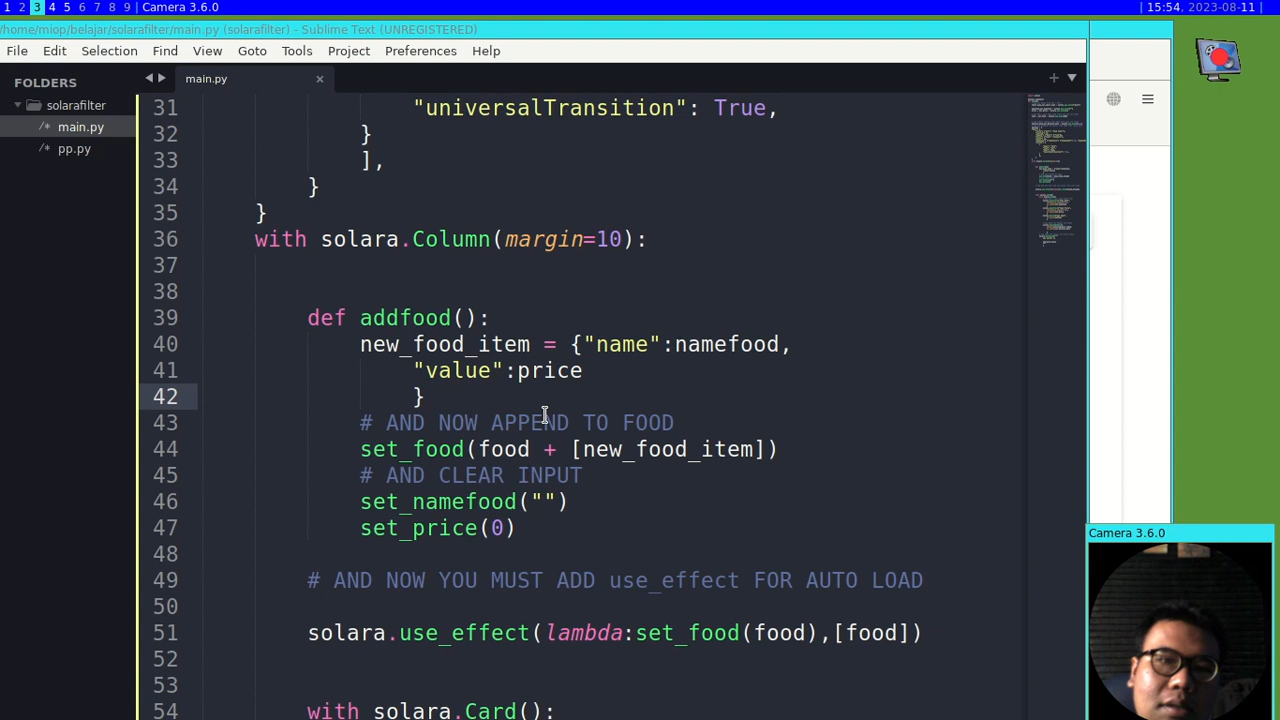 1 2 3 4 5 6 7 8 9 | Camera 3.6.0
| 15:54, 2023-08-11 |
/home/miop/belajar/solarafilter/main.py (solarafilter) - Sublime Text (UNREGISTERED)
File Edit Selection Find View Goto Tools Project Preferences Help
FOLDERS
solarafilter
/* main.py
/* pp.py
main.py ×
31 "universalTransition": True,
32 }
33 ],
34 }
35 }
36 with solara.Column(margin=10):
37
38
39 def addfood():
40 new_food_item = {"name":namefood,
41 "value":price
42 }
43 # AND NOW APPEND TO FOOD
44 set_food(food + [new_food_item])
45 # AND CLEAR INPUT
46 set_namefood("")
47 set_price(0)
48
49 # AND NOW YOU MUST ADD use_effect FOR AUTO LOAD
50
51 solara.use_effect(lambda:set_food(food),[food])
52
53
54 with solara.Card():
Camera 3.6.0